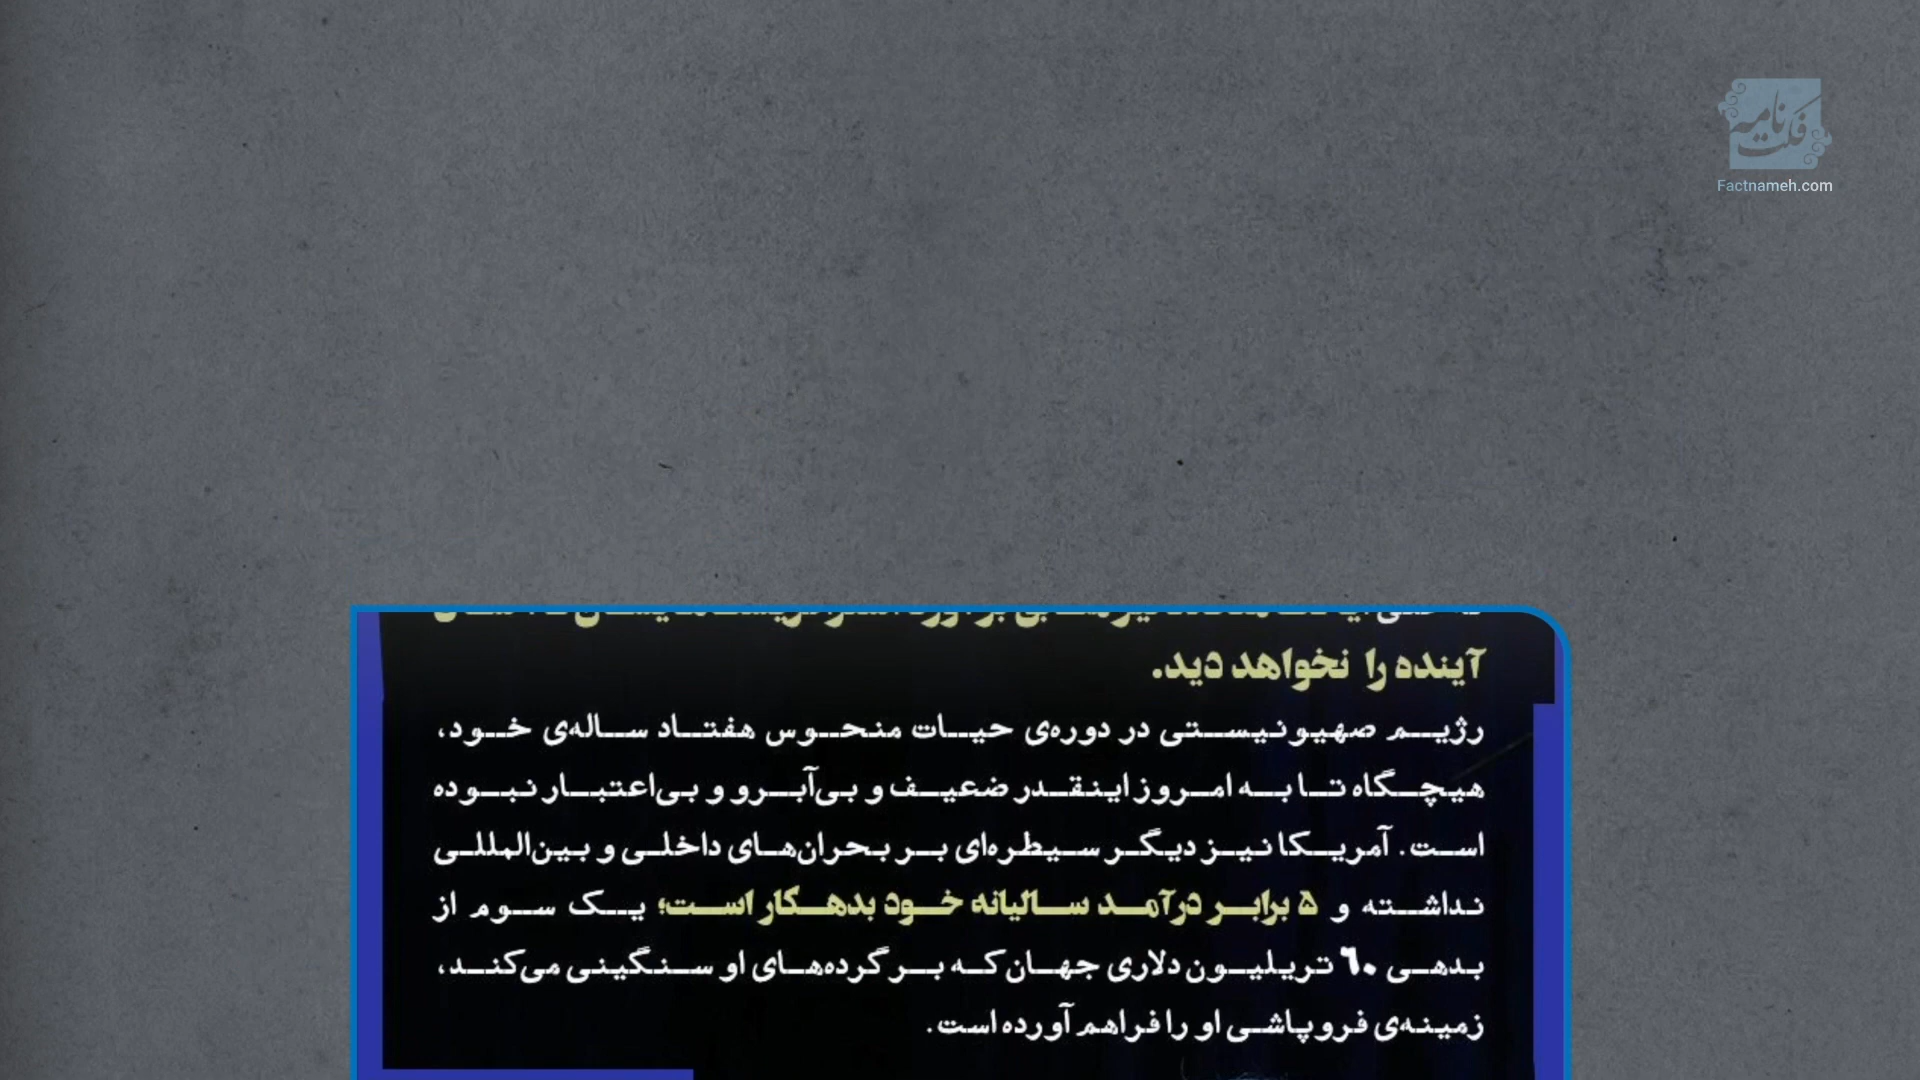 فکت‌نامه
Factnameh.com
آینده را نخواهد دید.
رژیم صهیونیستی در دوره‌ی حیات منحوس هفتاد ساله‌ی خود،
هیچگاه تا به امروز اینقدر ضعیف و بی‌آبرو و بی‌اعتبار نبوده
است. آمریکا نیز دیگر سیطره‌ای بر بحران‌های داخلی و بین‌المللی
نداشته و ۵ برابر درآمد سالیانه خود بدهکار است؛ یک سوم از
بدهی ۶۰ تریلیون دلاری جهان که بر گرده‌های او سنگینی می‌کند،
زمینه‌ی فروپاشی او را فراهم آورده است.